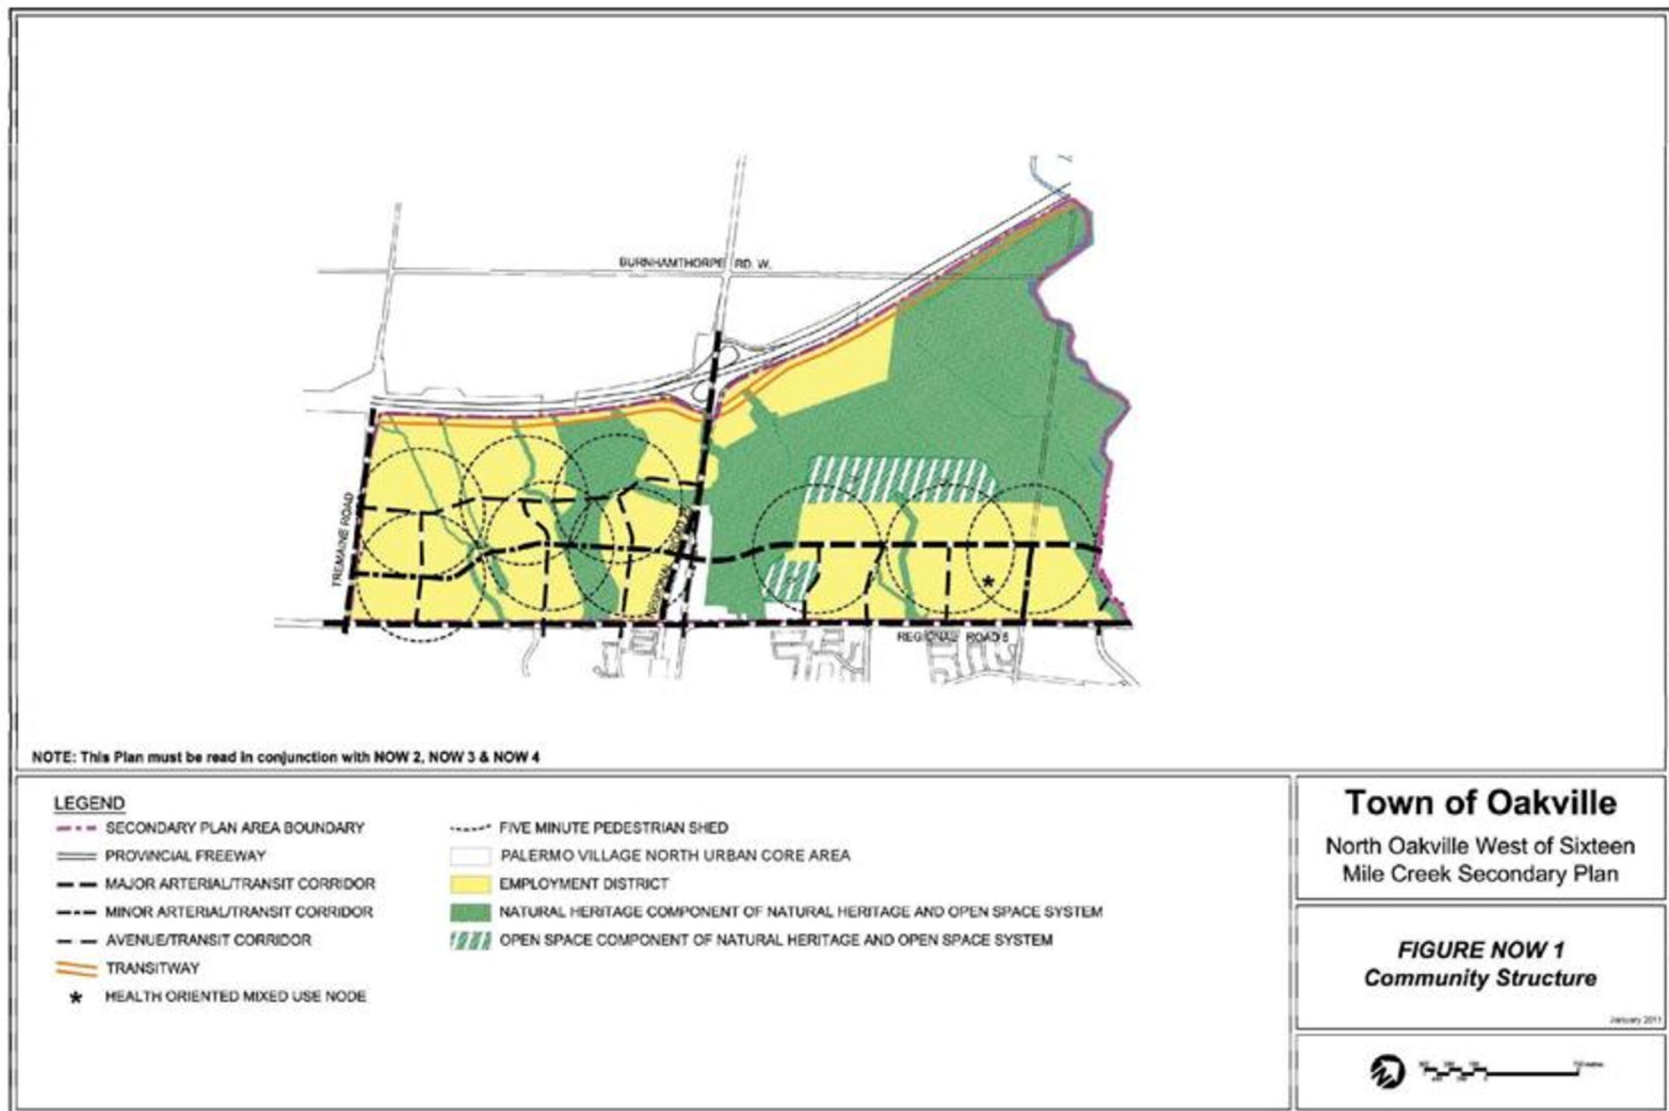 BURNHAMTHORPE RD. W.
TREMAINE ROAD
REGIONAL ROAD 5
NOTE: This Plan must be read in conjunction with NOW 2, NOW 3 & NOW 4
LEGEND
SECONDARY PLAN AREA BOUNDARY
PROVINCIAL FREEWAY
MAJOR ARTERIAL/TRANSIT CORRIDOR
MINOR ARTERIAL/TRANSIT CORRIDOR
AVENUE/TRANSIT CORRIDOR
TRANSITWAY
HEALTH ORIENTED MIXED USE NODE
FIVE MINUTE PEDESTRIAN SHED
PALERMO VILLAGE NORTH URBAN CORE AREA
EMPLOYMENT DISTRICT
NATURAL HERITAGE COMPONENT OF NATURAL HERITAGE AND OPEN SPACE SYSTEM
OPEN SPACE COMPONENT OF NATURAL HERITAGE AND OPEN SPACE SYSTEM
Town of Oakville
North Oakville West of Sixteen
Mile Creek Secondary Plan
FIGURE NOW 1
Community Structure
January 2011